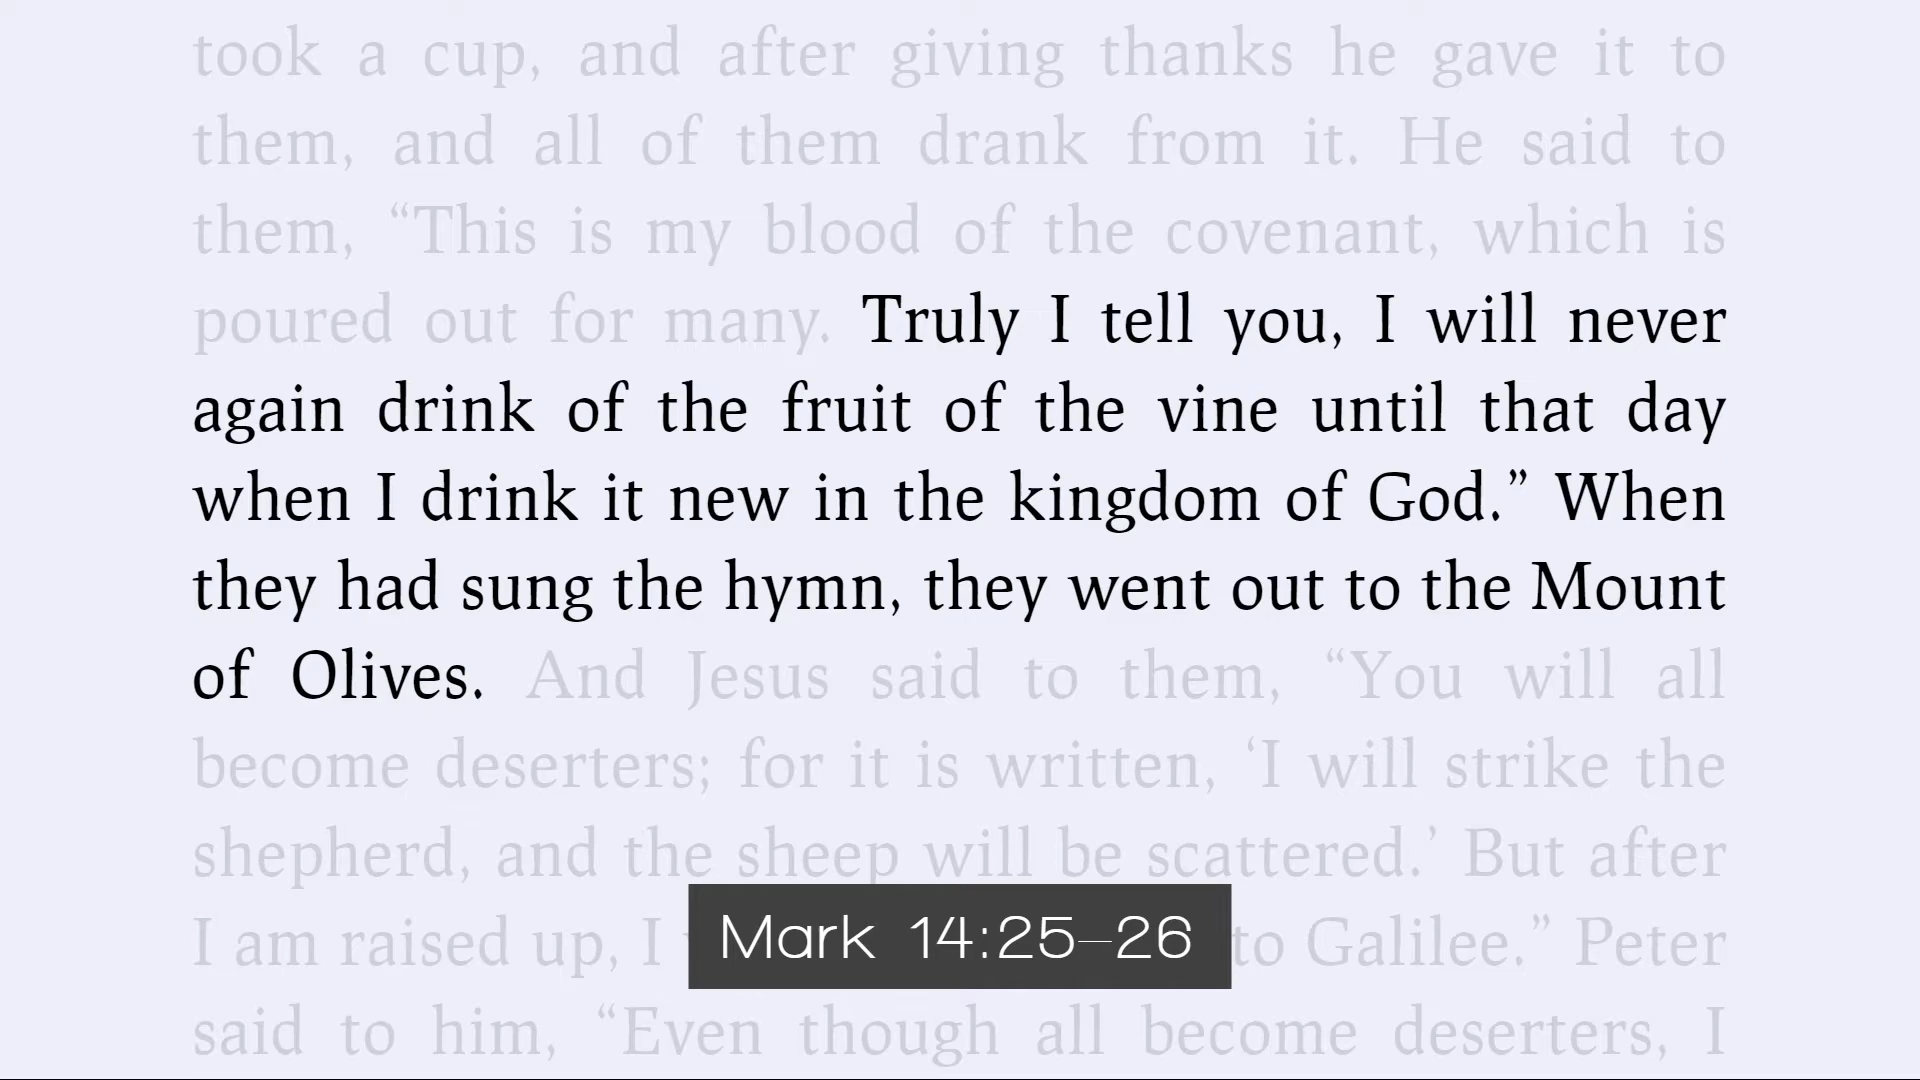 took a cup, and after giving thanks he gave it to
them, and all of them drank from it. He said to
them, “This is my blood of the covenant, which is
poured out for many. Truly I tell you, I will never
again drink of the fruit of the vine until that day
when I drink it new in the kingdom of God.” When
they had sung the hymn, they went out to the Mount
of Olives. And Jesus said to them, “You will all
become deserters; for it is written, ‘I will strike the
shepherd, and the sheep will be scattered.’ But after
I am raised up, I to Galilee.” Peter
Mark 14:25–26
said to him, “Even though all become deserters, I